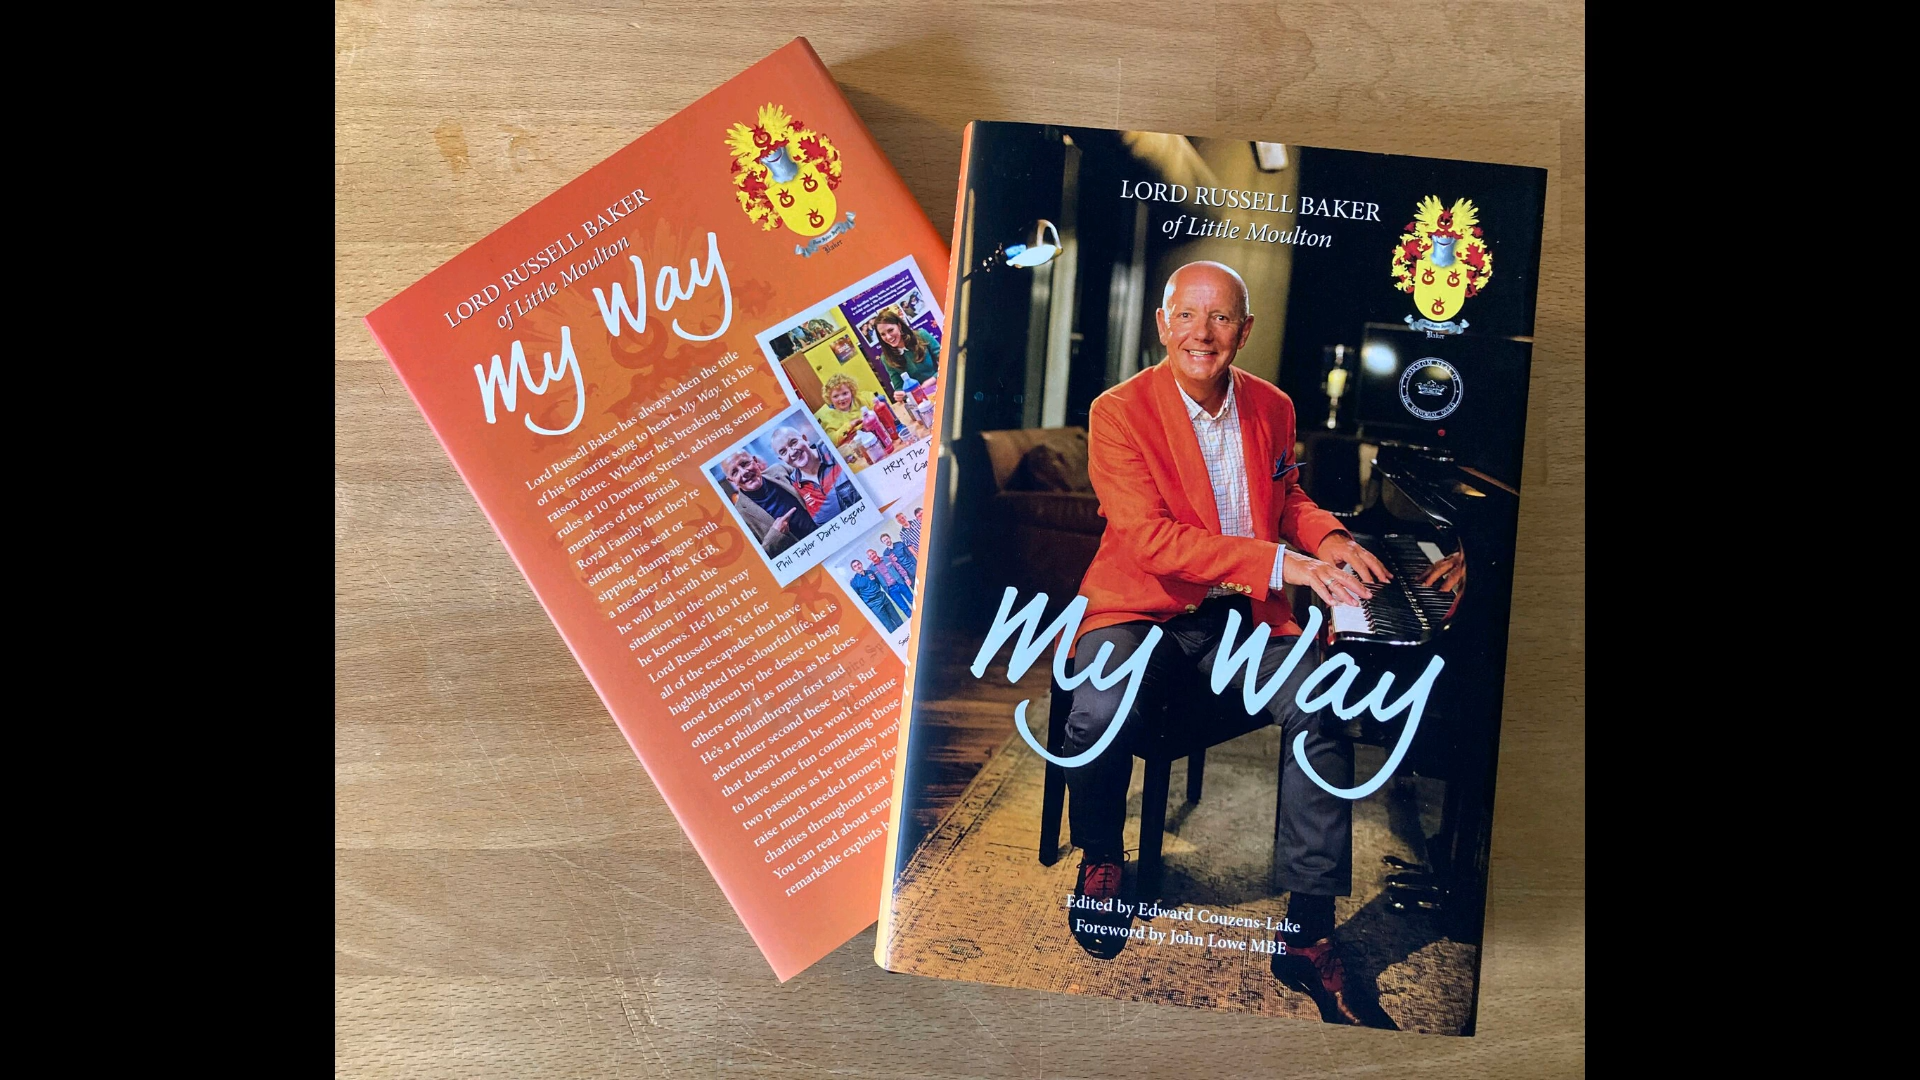 LORD RUSSELL BAKER
of Little Moulton
My Way
Lord Russell Baker has always taken the title
of his favourite song to heart. My Way. It's his
raison d'etre. Whether he's breaking all the
rules at 10 Downing Street, advising senior
members of the British
Royal Family that they're
sitting in his seat or
sipping champagne with
a member of the KGB,
he will deal with the
situation in the only way
he knows. He'll do it the
Lord Russell way. Yet for
all of the escapades that have
highlighted his colourful life, he is
most driven by the desire to help
others enjoy it as much as he does.
He's a philanthropist first and
adventurer second these days. But
that doesn't mean he won't continue
to have some fun combining those
two passions as he tirelessly
raise much needed money for
charities throughout East
You can read about
remarkable exploits
HRH The
of
Phil Taylor Darts legend
Baker
LORD RUSSELL BAKER
of Little Moulton
Baker
My Way
Edited by Edward Couzens-Lake
Foreword by John Lowe MBE